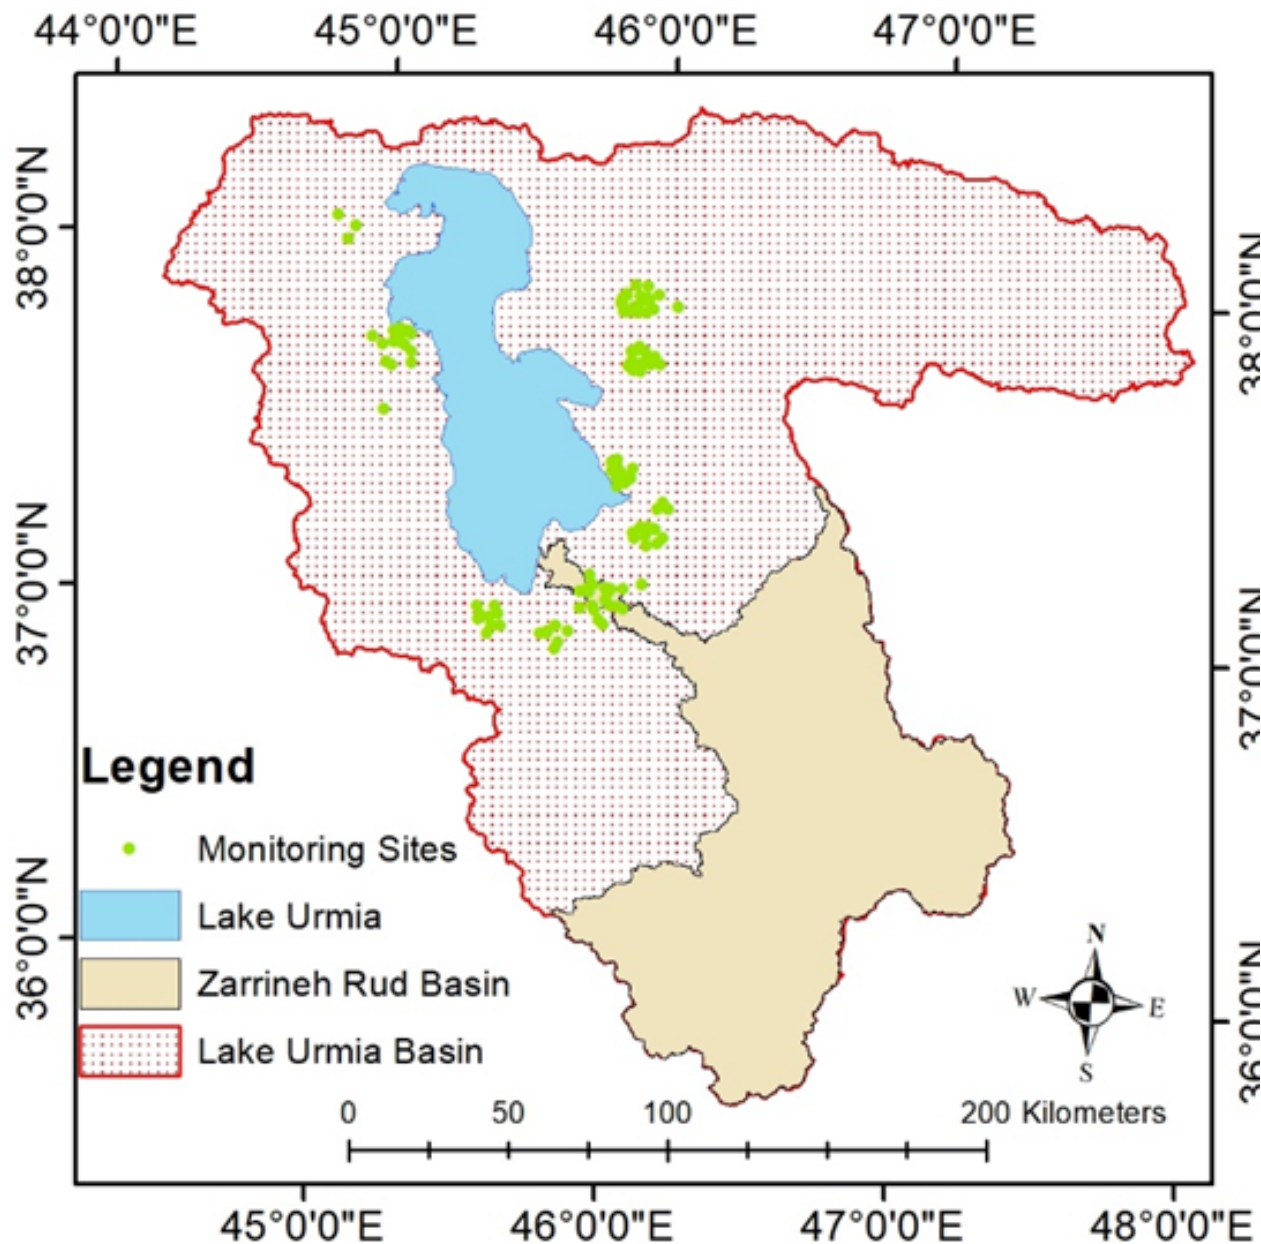 44°0'0"E 45°0'0"E 46°0'0"E 47°0'0"E
38°0'0"N
38°0'0"N
37°0'0"N
37°0'0"N
Legend
Monitoring Sites
Lake Urmia
Zarrineh Rud Basin
Lake Urmia Basin
36°0'0"N
36°0'0"N
N
W E
S
0 50 100 200 Kilometers
45°0'0"E 46°0'0"E 47°0'0"E 48°0'0"E